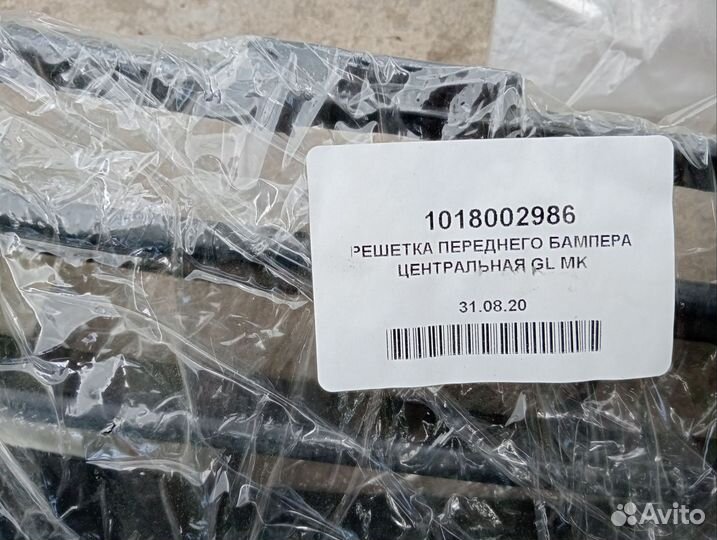 1018002986
РЕШЕТКА ПЕРЕДНЕГО БАМПЕРА
ЦЕНТРАЛЬНАЯ GL MK
31.08.20
Avito